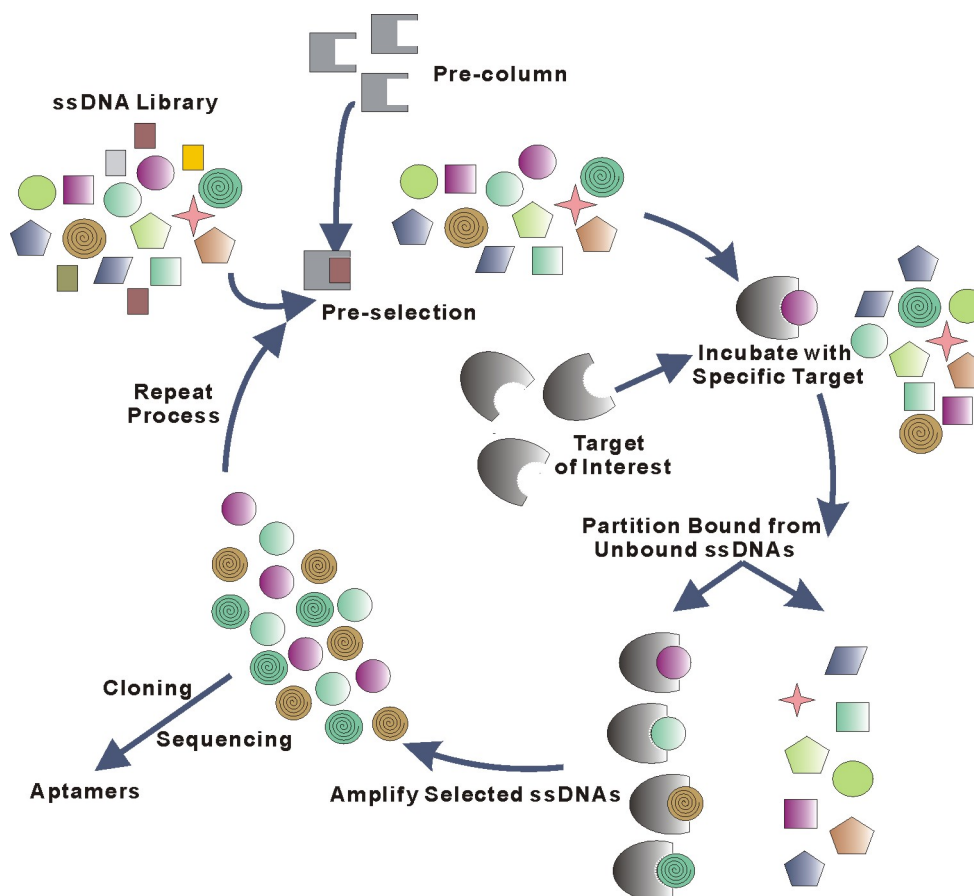 Pre-column
ssDNA Library
Pre-selection
Incubate with
Specific Target
Repeat
Process
Target
of Interest
Partition Bound from
Unbound ssDNAs
Cloning
Sequencing
Aptamers
Amplify Selected ssDNAs